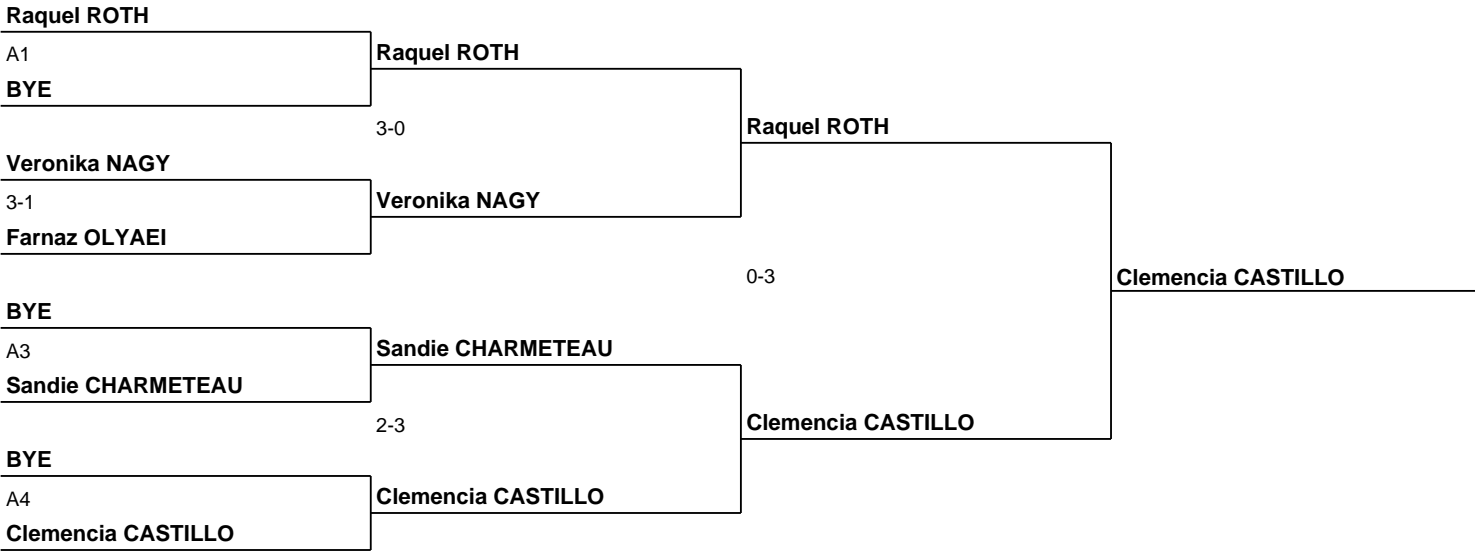 Raquel ROTH
A1
Raquel ROTH
BYE
3-0
Raquel ROTH
Veronika NAGY
3-1
Veronika NAGY
Farnaz OLYAEI
0-3
Clemencia CASTILLO
BYE
A3
Sandie CHARMETEAU
Sandie CHARMETEAU
2-3
Clemencia CASTILLO
BYE
A4
Clemencia CASTILLO
Clemencia CASTILLO